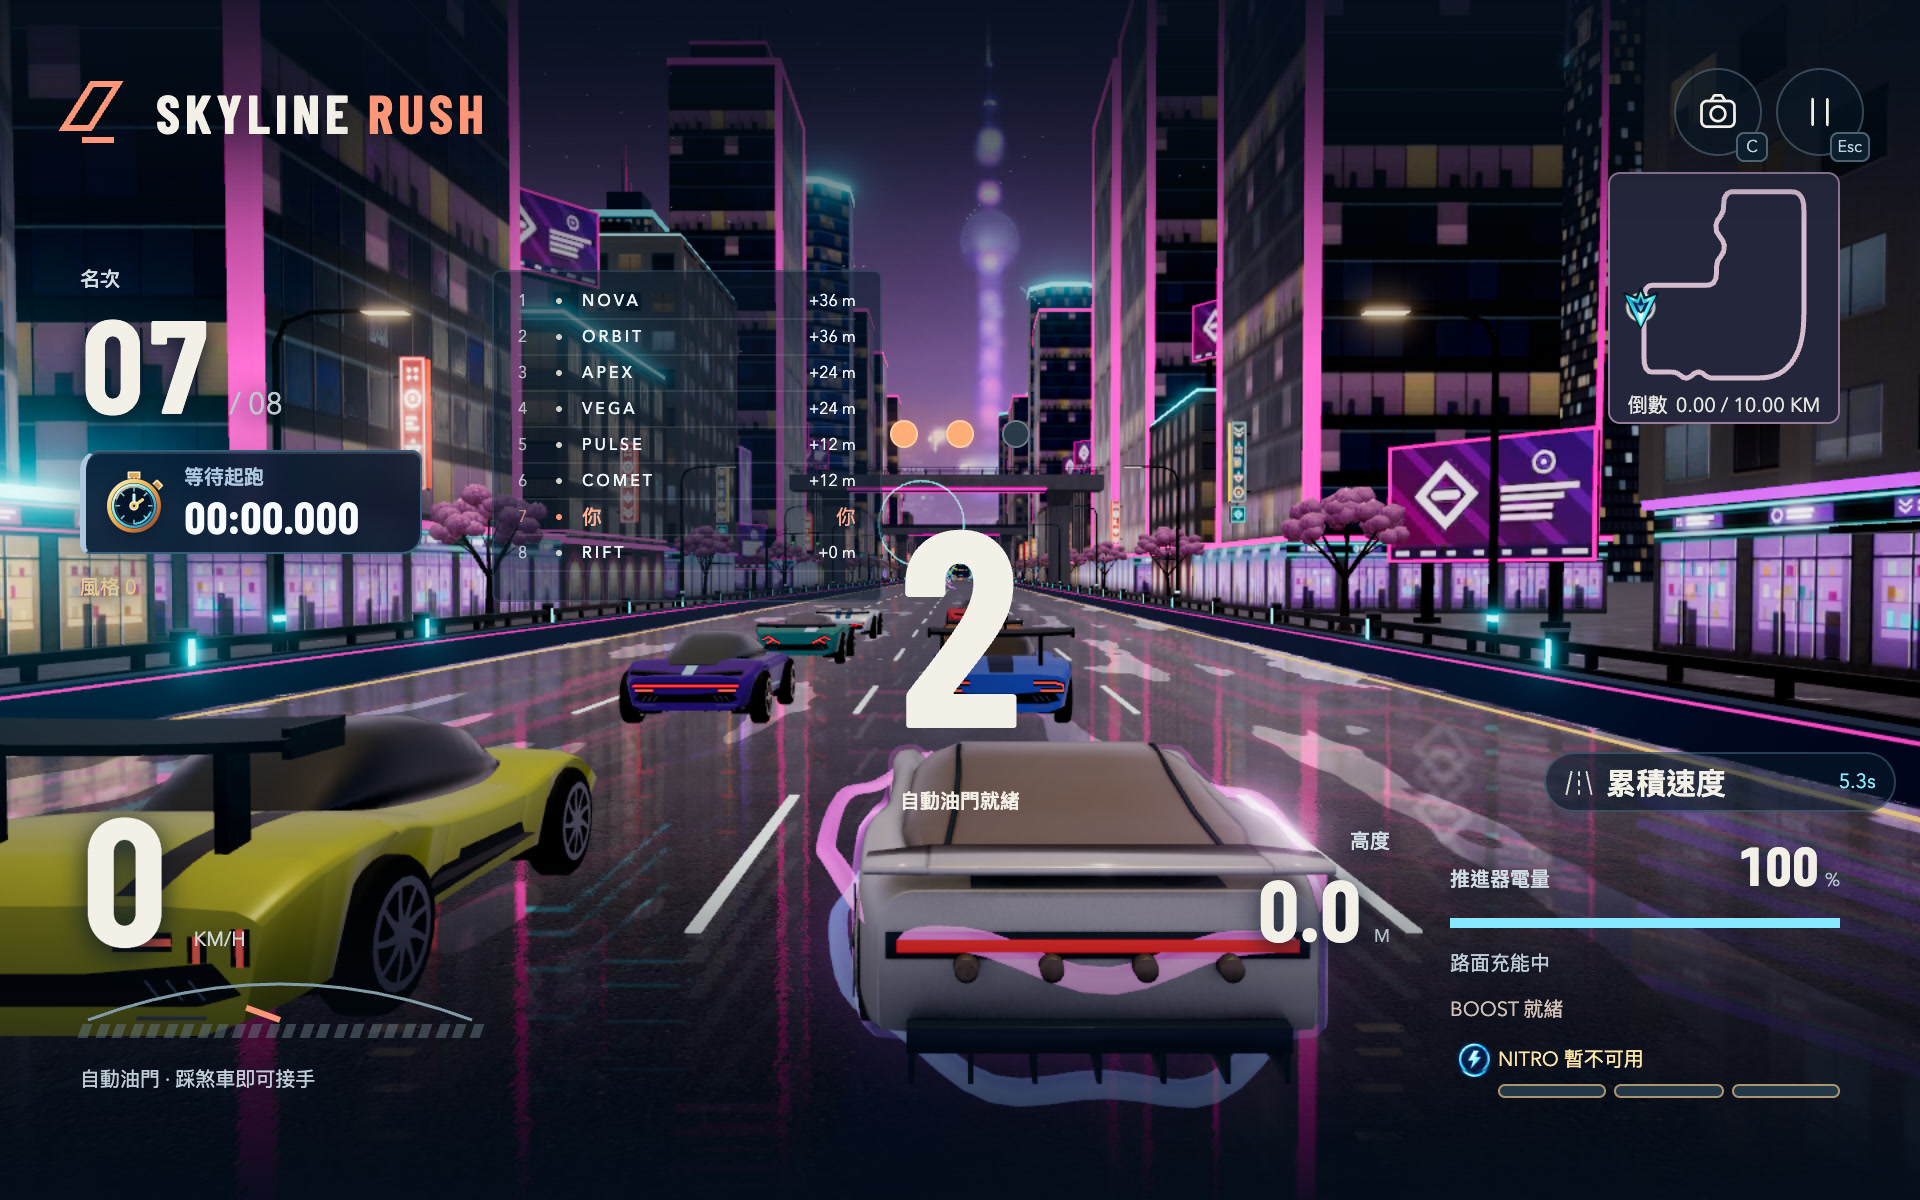 SKYLINE RUSH
C
Esc
名次
07 / 08
1 • NOVA +36 m
2 • ORBIT +36 m
3 • APEX +24 m
4 • VEGA +24 m
5 • PULSE +12 m
6 • COMET +12 m
7 • 你 你
8 • RIFT +0 m
倒數 0.00 / 10.00 KM
等待起跑
00:00.000
風格 0
2
自動油門就緒
累積速度 5.3s
高度
0.0 M
推進器電量 100 %
路面充能中
BOOST 就緒
NITRO 暫不可用
0 KM/H
自動油門 · 踩煞車即可接手